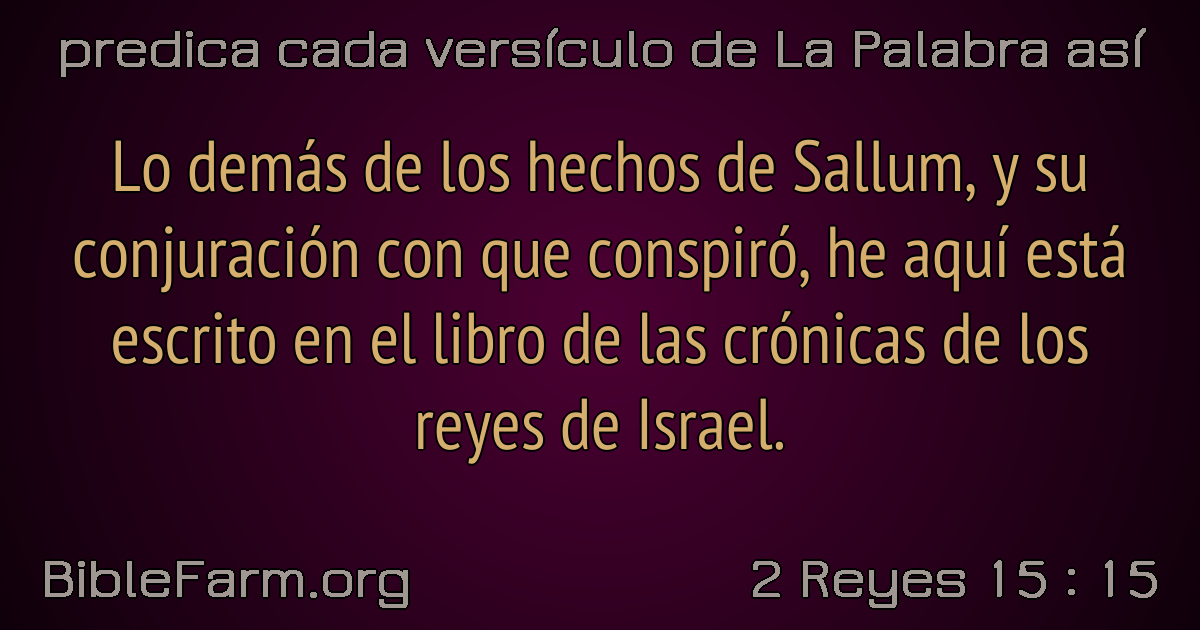 predica cada versículo de La Palabra así
Lo demás de los hechos de Sallum, y su
conjuración con que conspiró, he aquí está
escrito en el libro de las crónicas de los
reyes de Israel.
BibleFarm.org
2 Reyes 15 : 15